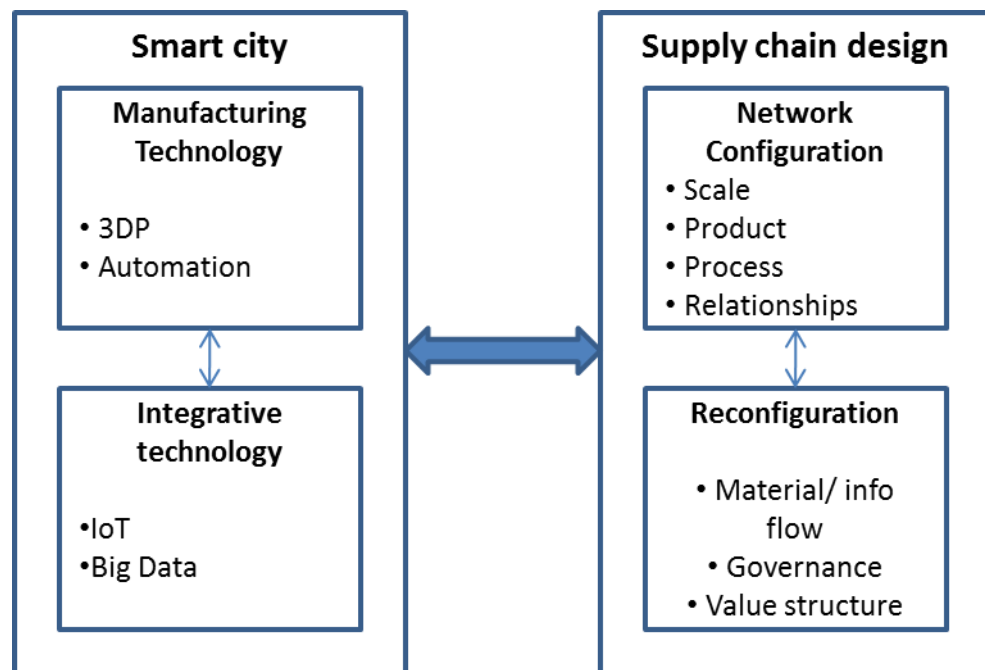 Smart city
Manufacturing
Technology
• 3DP
• Automation
Integrative
technology
•IoT
•Big Data
Supply chain design
Network
Configuration
• Scale
• Product
• Process
• Relationships
Reconfiguration
• Material/ info
flow
• Governance
• Value structure